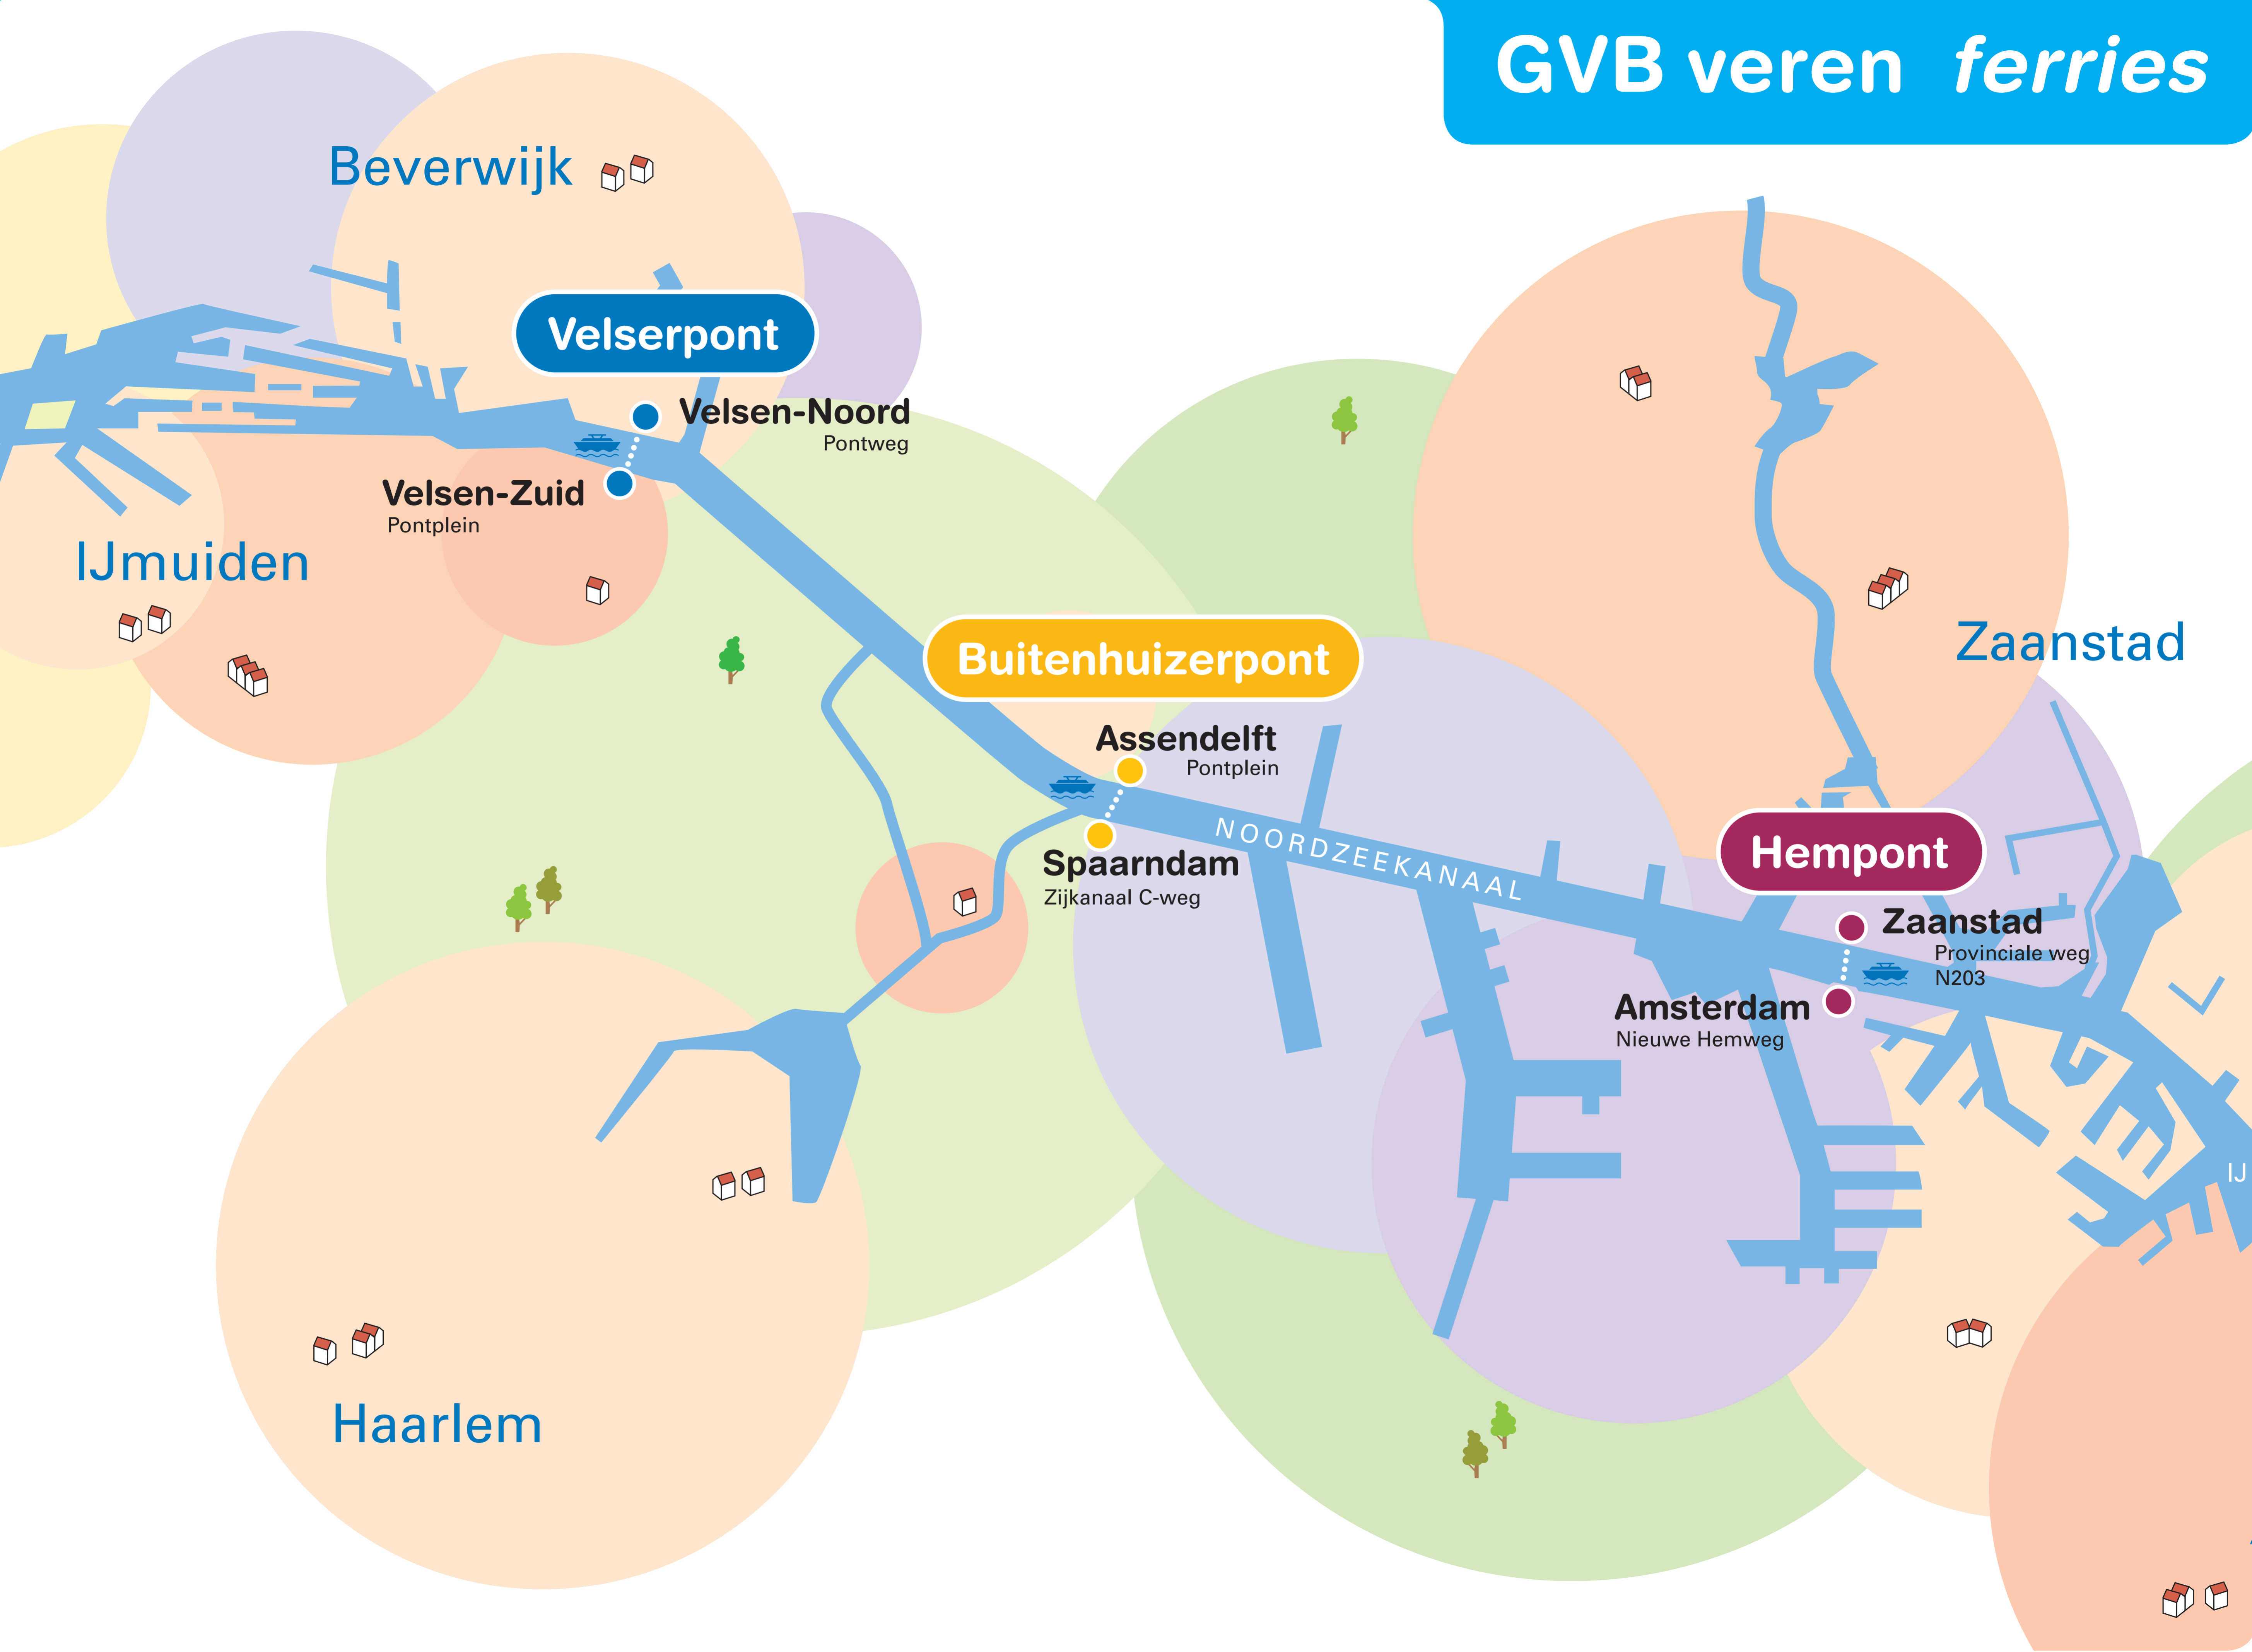 GVB veren ferries
Beverwijk
Velserpont
Velsen-Noord
Pontweg
Velsen-Zuid
Pontplein
IJmuiden
Buitenhuizerpont
Zaanstad
Assendelft
Pontplein
NOORDZEEKANAAL
Spaarndam
Zijkanaal C-weg
Hempont
Zaanstad
Provinciale weg
N203
Amsterdam
Nieuwe Hemweg
IJ
Haarlem